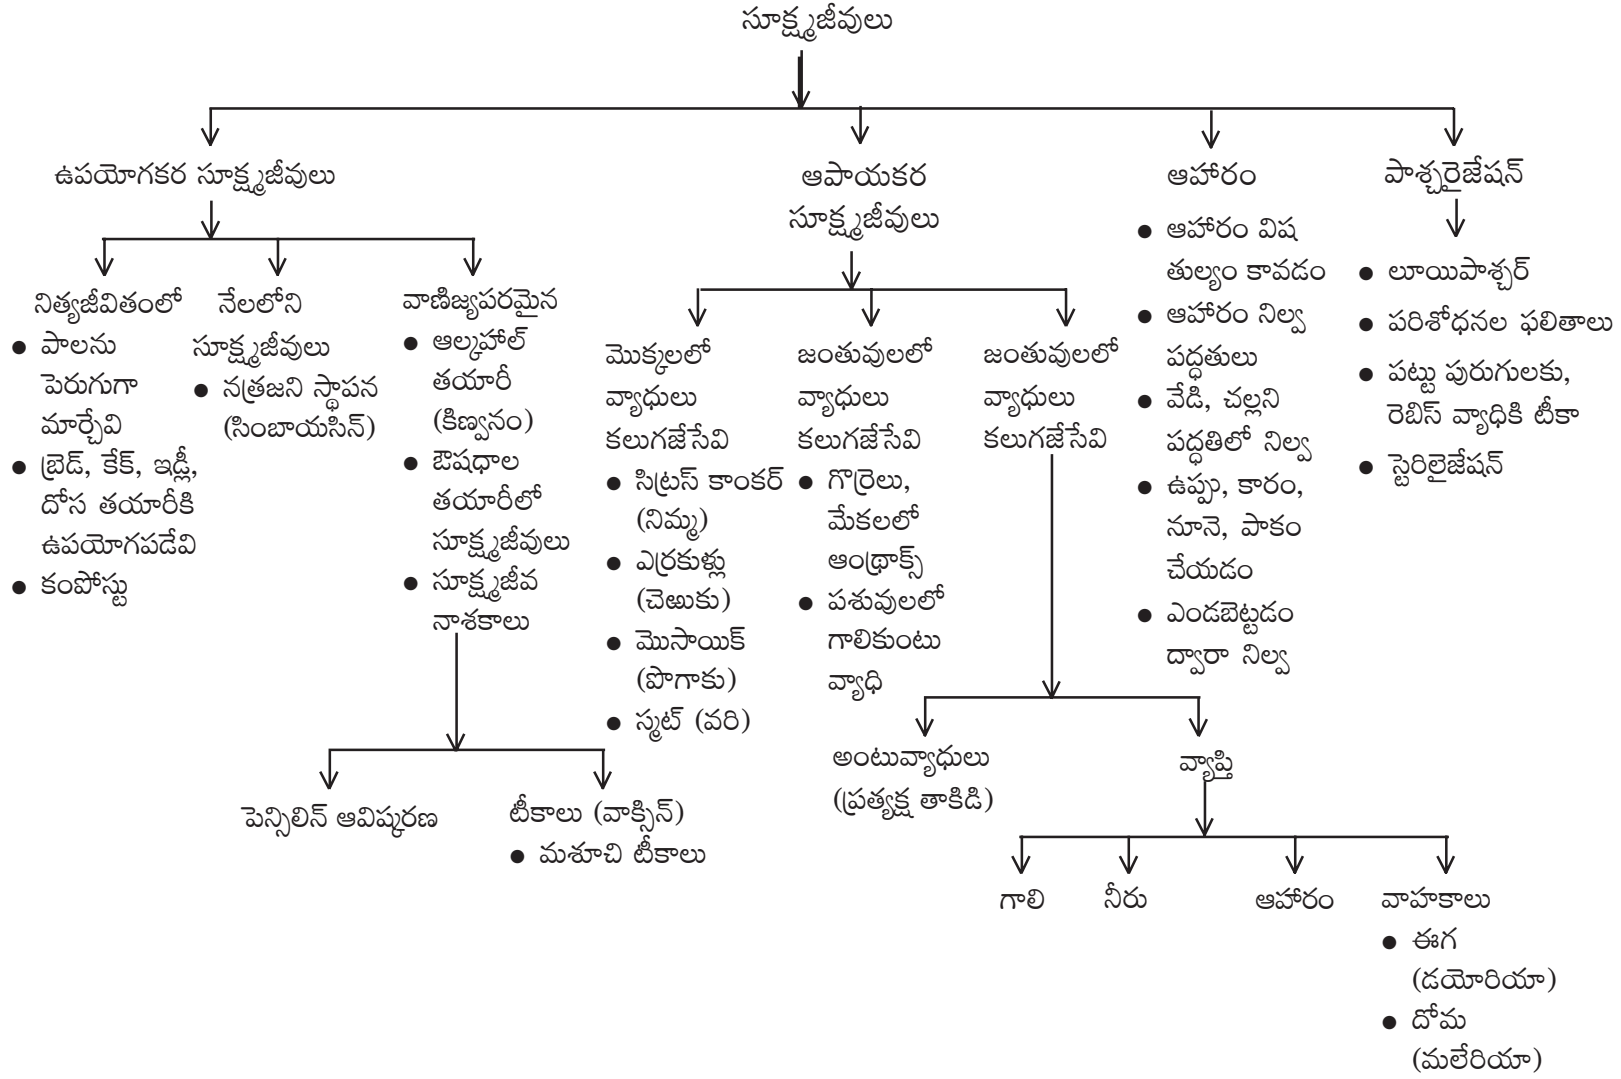 సూక్ష్మజీవులు
ఉపయోగకర సూక్ష్మజీవులు
నిత్యజీవితంలో
● పాలను
పెరుగుగా
మార్చేవి
● బ్రెడ్, కేక్, ఇడ్లీ,
దోస తయారీకి
ఉపయోగపడేవి
● కంపోస్టు
నేలలోని
సూక్ష్మజీవులు
● నత్రజని స్థాపన
(సింబాయసిన్)
వాణిజ్యపరమైన
● ఆల్కహాల్
తయారీ
(కిణ్వనం)
● ఔషధాల
తయారీలో
సూక్ష్మజీవులు
● సూక్ష్మజీవ
నాశకాలు
పెన్సిలిన్ ఆవిష్కరణ
టీకాలు (వాక్సిన్)
● మశూచి టీకాలు
ఆపాయకర
సూక్ష్మజీవులు
మొక్కలలో
వ్యాధులు
కలుగజేసేవి
● సిట్రస్ కాంకర్
(నిమ్మ)
● ఎర్రకుళ్లు
(చెఱుకు)
● మొసాయిక్
(పొగాకు)
● స్మట్ (వరి)
జంతువులలో
వ్యాధులు
కలుగజేసేవి
● గొర్రెలు,
మేకలలో
ఆంథ్రాక్స్
● పశువులలో
గాలికుంటు
వ్యాధి
జంతువులలో
వ్యాధులు
కలుగజేసేవి
అంటువ్యాధులు
(ప్రత్యక్ష తాకిడి)
వ్యాప్తి
గాలి
నీరు
ఆహారం
వాహకాలు
● ఈగ
(డయోరియా)
● దోమ
(మలేరియా)
ఆహారం
● ఆహారం విష
తుల్యం కావడం
● ఆహారం నిల్వ
పద్ధతులు
● వేడి, చల్లని
పద్ధతిలో నిల్వ
● ఉప్పు, కారం,
నూనె, పాకం
చేయడం
● ఎండబెట్టడం
ద్వారా నిల్వ
పాశ్చరైజేషన్
● లూయిపాశ్చర్
● పరిశోధనల ఫలితాలు
● పట్టు పురుగులకు,
రెబిస్ వ్యాధికి టీకా
● స్టెరిలైజేషన్